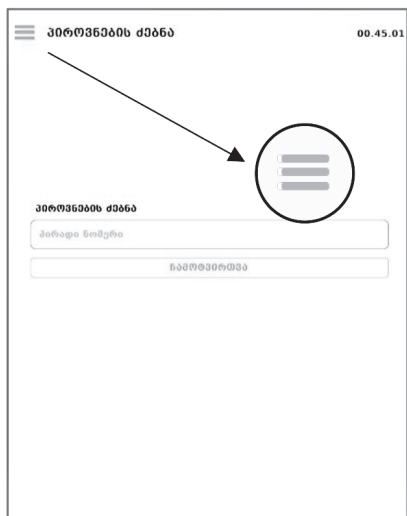 პიროვნების ძებნა 00.45.01
პიროვნების ძებნა
პირადი ნომერი
ჩამოტვირთვა